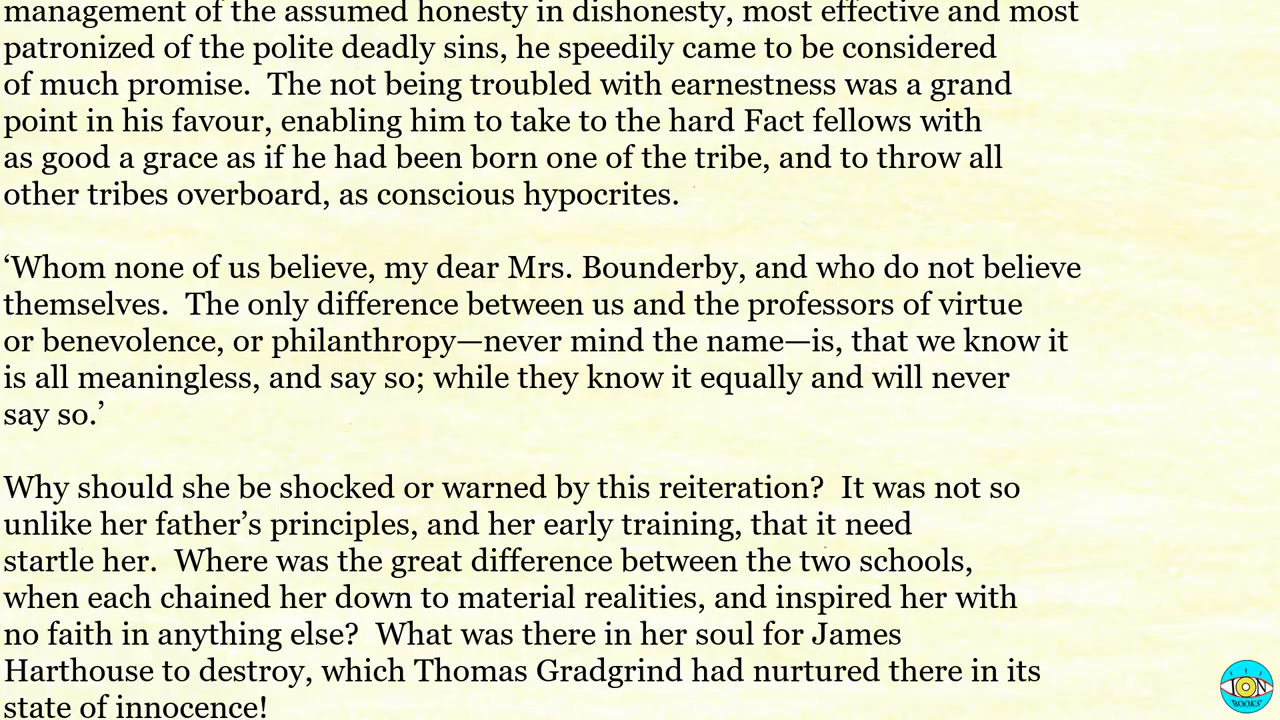 management of the assumed honesty in dishonesty, most effective and most
patronized of the polite deadly sins, he speedily came to be considered
of much promise.  The not being troubled with earnestness was a grand
point in his favour, enabling him to take to the hard Fact fellows with
as good a grace as if he had been born one of the tribe, and to throw all
other tribes overboard, as conscious hypocrites.
‘Whom none of us believe, my dear Mrs. Bounderby, and who do not believe
themselves.  The only difference between us and the professors of virtue
or benevolence, or philanthropy—never mind the name—is, that we know it
is all meaningless, and say so; while they know it equally and will never
say so.’
Why should she be shocked or warned by this reiteration?  It was not so
unlike her father’s principles, and her early training, that it need
startle her.  Where was the great difference between the two schools,
when each chained her down to material realities, and inspired her with
no faith in anything else?  What was there in her soul for James
Harthouse to destroy, which Thomas Gradgrind had nurtured there in its
state of innocence!
ION
BOOKS